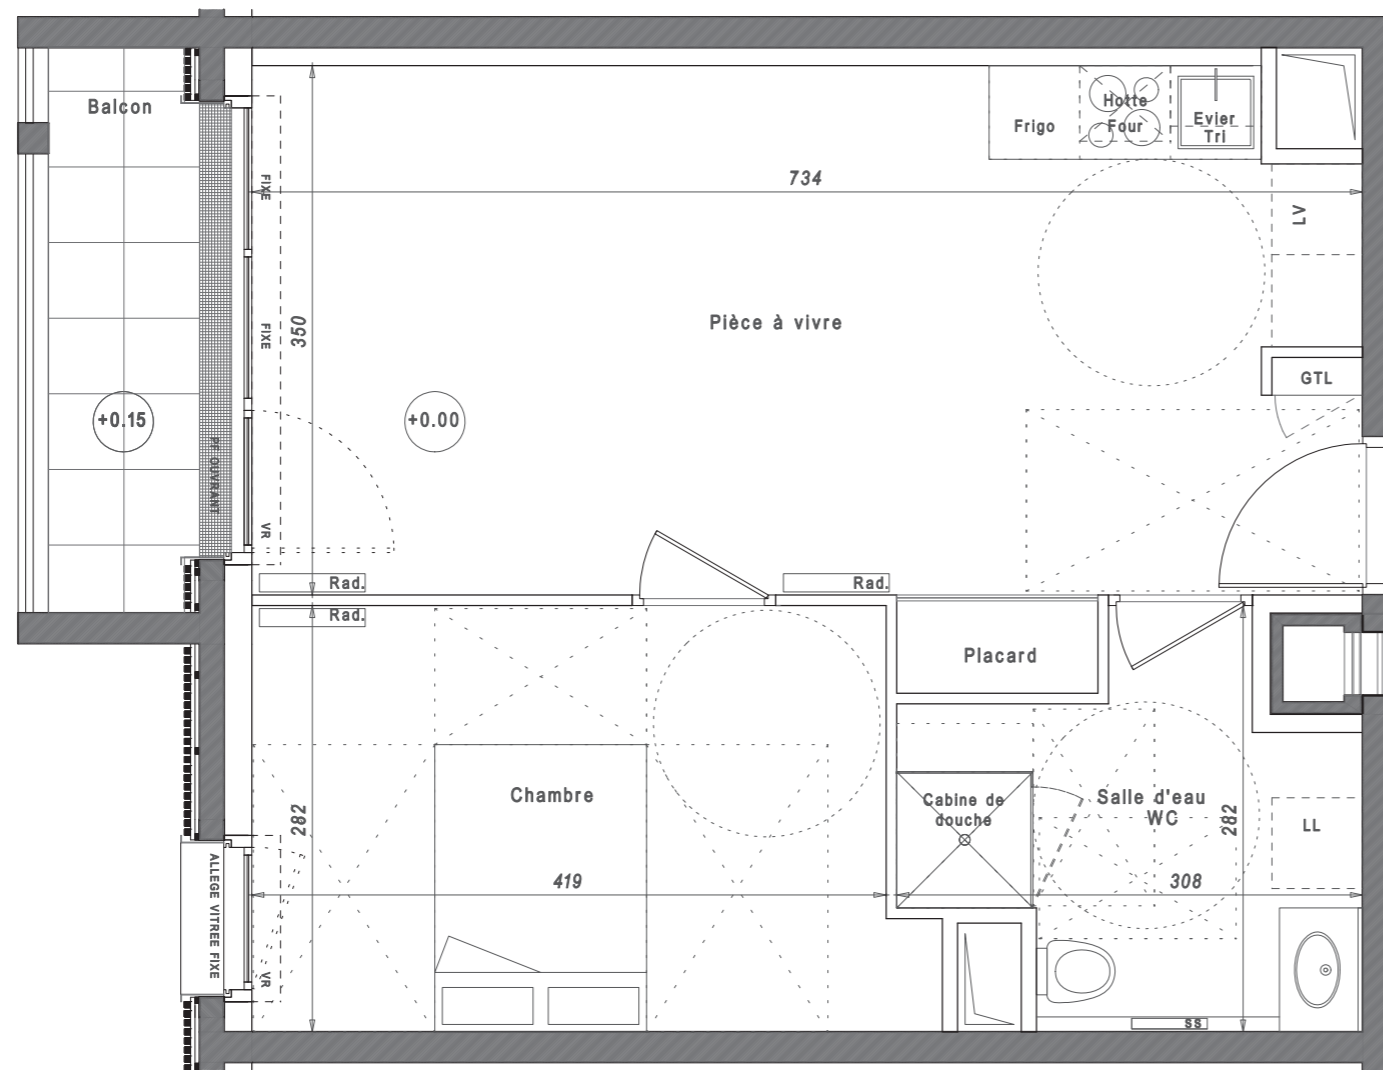 Balcon
Hotte
Frigo
Four
Evier
Tri
734
FIXE
LV
Pièce à vivre
FIXE
350
GTL
+0.15
+0.00
PF OUVRANT
VR
Rad.
Rad.
Rad.
Placard
Chambre
282
Cabine de
douche
Salle d'eau
WC
282
LL
ALLEGE VITREE FIXE
419
308
VR
SS